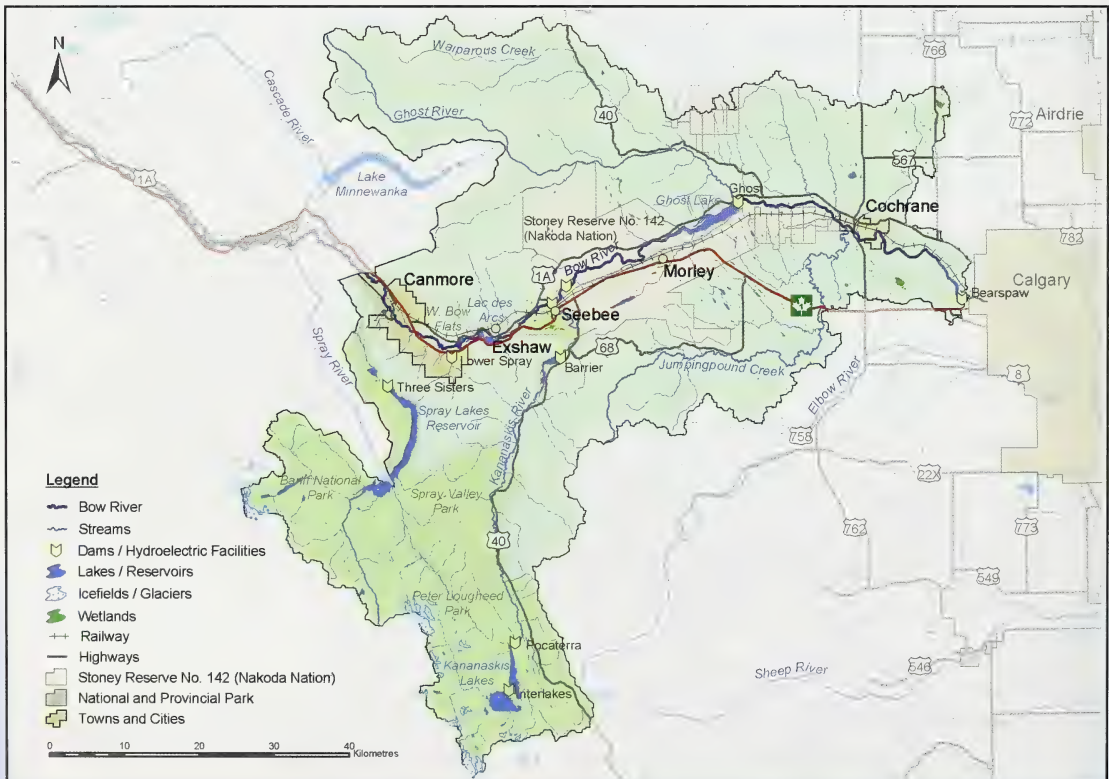 N
Waiparous Creek
766
Cascade River
40
772
Airdrie
Ghost River
1A
567
Lake
Minnewanka
Ghost
Ghost Lake
Cochrane
Stoney Reserve No. 142
(Nakoda Nation)
782
1A
Bow River
Canmore
Morley
Calgary
Lac des
Arcs
W. Bow
Flats
Bearspaw
1
Seebee
Exshaw
68
Spray River
Lower Spray
Barrier
Jumpingpound Creek
8
Three Sisters
Elbow River
Spray Lakes
Reservoir
Kananaskis River
758
22X
Legend
Banff National
Park
Spray Valley
Park
Bow River
Streams
762
773
Dams / Hydroelectric Facilities
40
Lakes / Reservoirs
549
Icefields / Glaciers
Peter Lougheed
Park
Wetlands
Railway
Pocaterra
Highways
Kananaskis
Lakes
546
Sheep River
Stoney Reserve No. 142 (Nakoda Nation)
Interlakes
National and Provincial Park
Towns and Cities
0 10 20 30 40
Kilometres